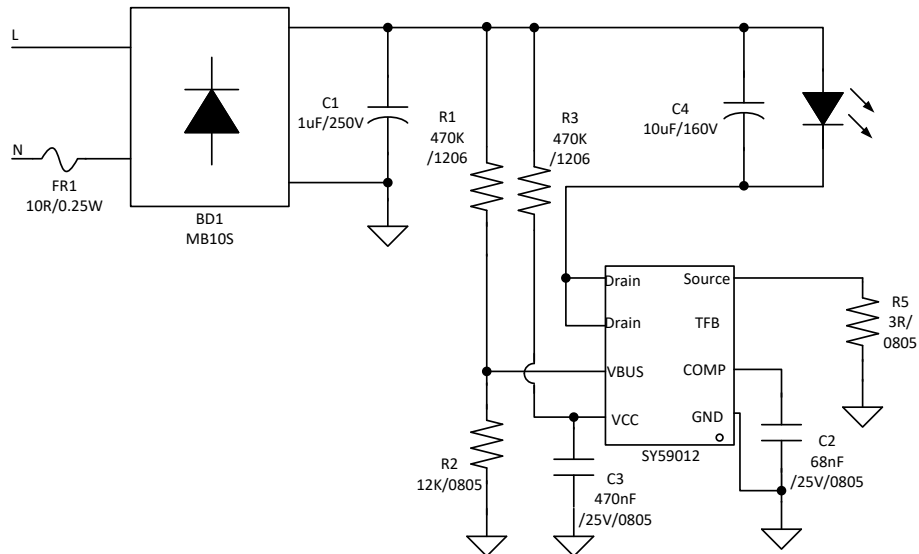 L
N
FR1
10R/0.25W
BD1
MB10S
C1
1uF/250V
R1
470K
/1206
R3
470K
/1206
C4
10uF/160V
Drain
Source
Drain
TFB
VBUS
COMP
VCC
GND
SY59012
R5
3R/
0805
R2
12K/0805
C3
470nF
/25V/0805
C2
68nF
/25V/0805